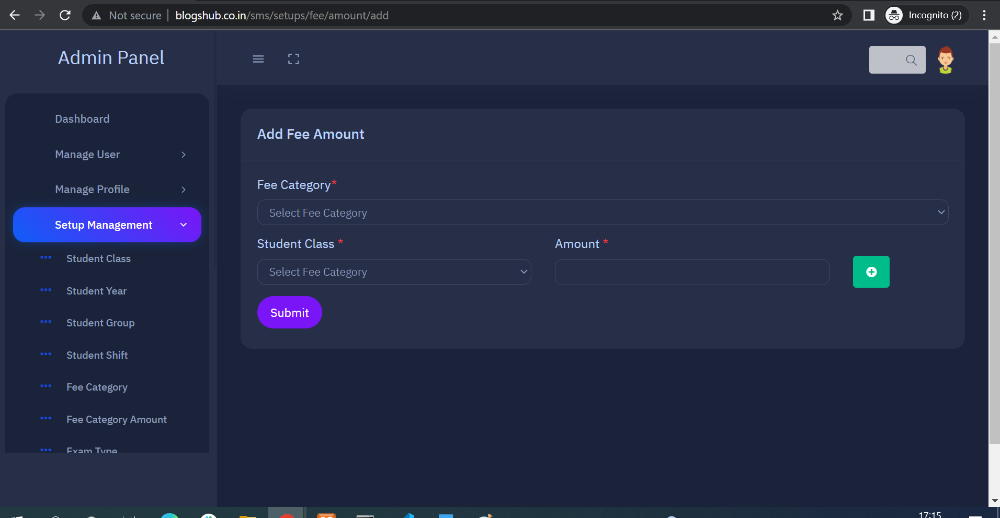 Not secure
blogshub.co.in/sms/setups/fee/amount/add
Incognito (2)
Admin Panel
Dashboard
Manage User
Manage Profile
Setup Management
Student Class
Student Year
Student Group
Student Shift
Fee Category
Fee Category Amount
Exam Type
Add Fee Amount
Fee Category*
Select Fee Category
Student Class *
Amount *
Select Fee Category
Submit
17:15